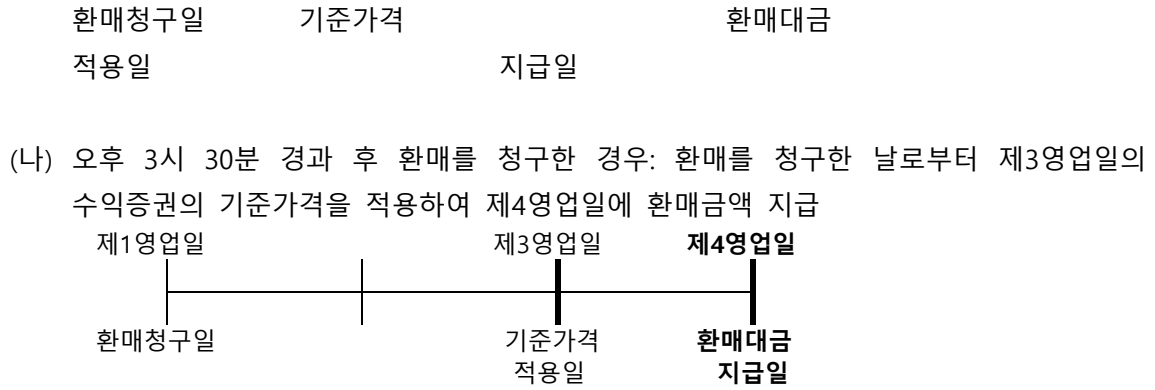 환매청구일 기준가격 환매대금
적용일 지급일
(나) 오후 3시 30분 경과 후 환매를 청구한 경우: 환매를 청구한 날로부터 제3영업일의
수익증권의 기준가격을 적용하여 제4영업일에 환매금액 지급
제1영업일 제3영업일 제4영업일
환매청구일 기준가격 환매대금
적용일 지급일